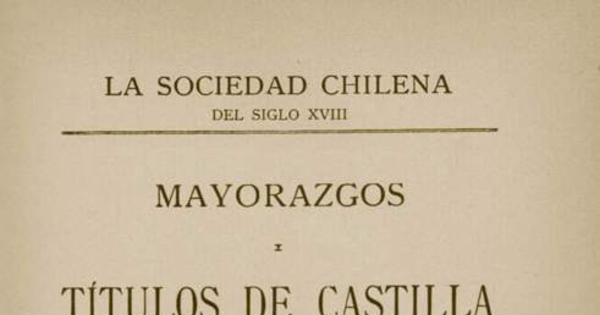 LA SOCIEDAD CHILENA
DEL SIGLO XVIII
MAYORAZGOS
I
TÍTULOS DE CASTILLA